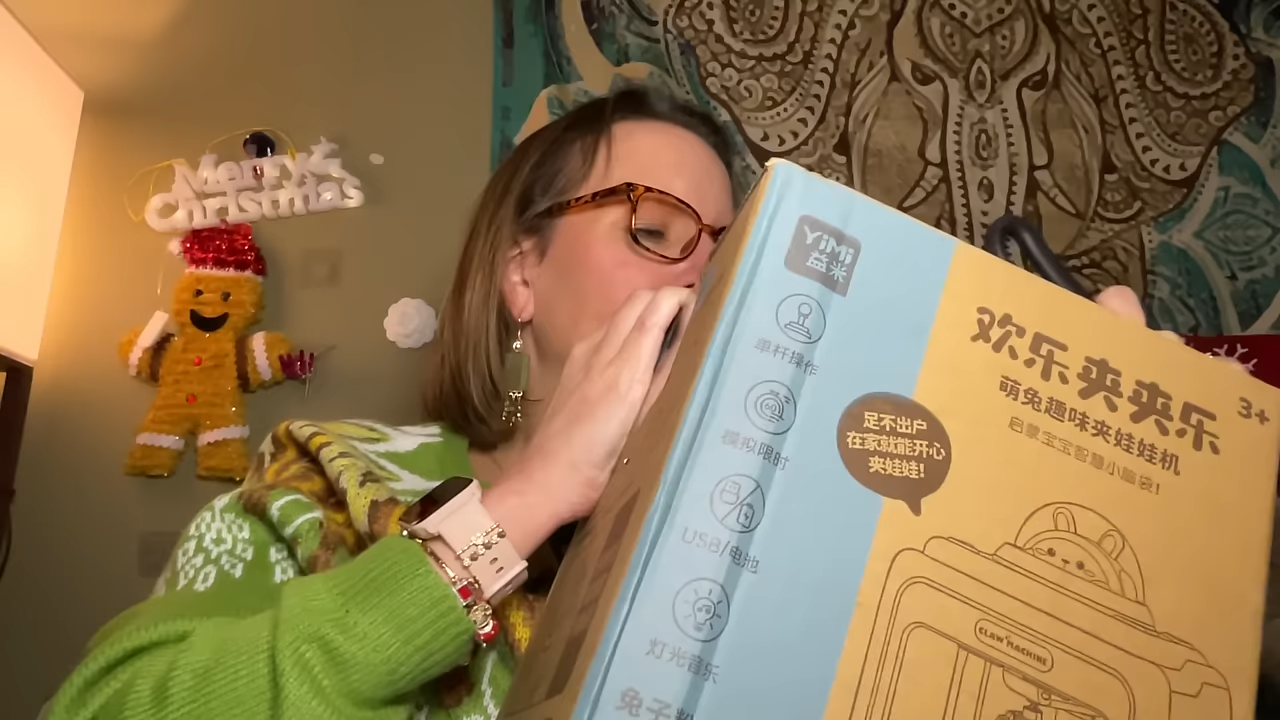 Merry
Christmas
YiMi
益米
单杆操作
60
模拟限时
USB/电池
灯光音乐
兔子
欢乐夹夹乐
3+
萌兔趣味夹娃娃机
启蒙宝宝智慧小脑袋!
足不出户
在家就能开心
夹娃娃!
CLAW MACHINE